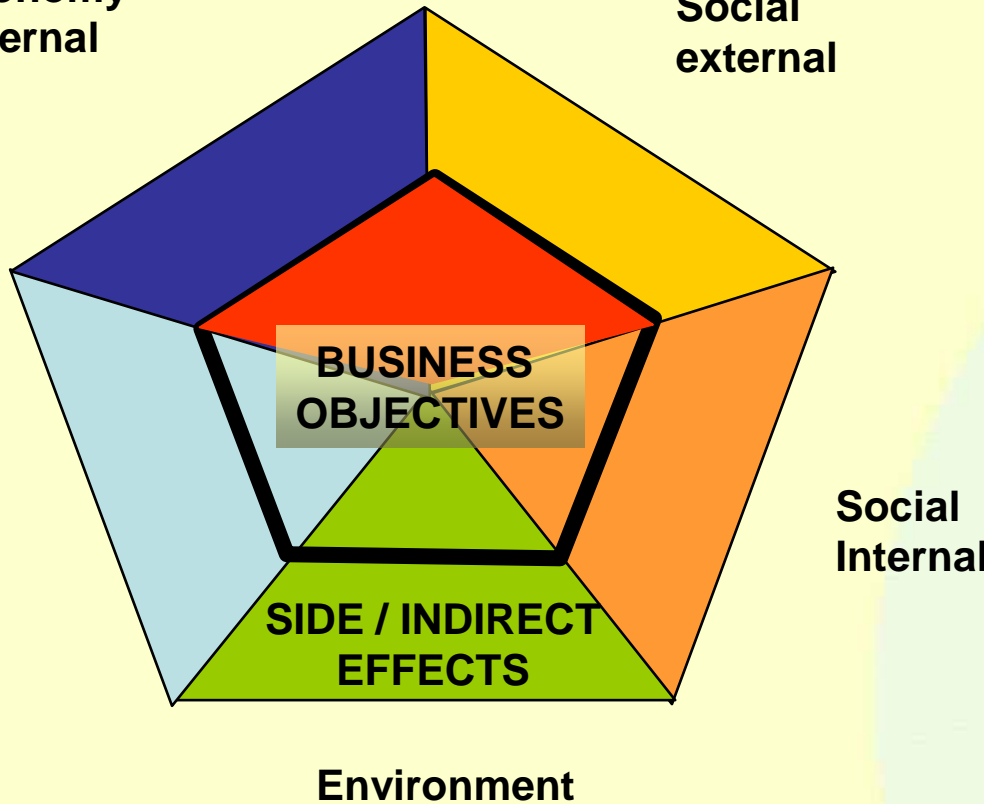 Social
ernal
external
BUSINESS
OBJECTIVES
Social
Internal
SIDE / INDIRECT
EFFECTS
Environment